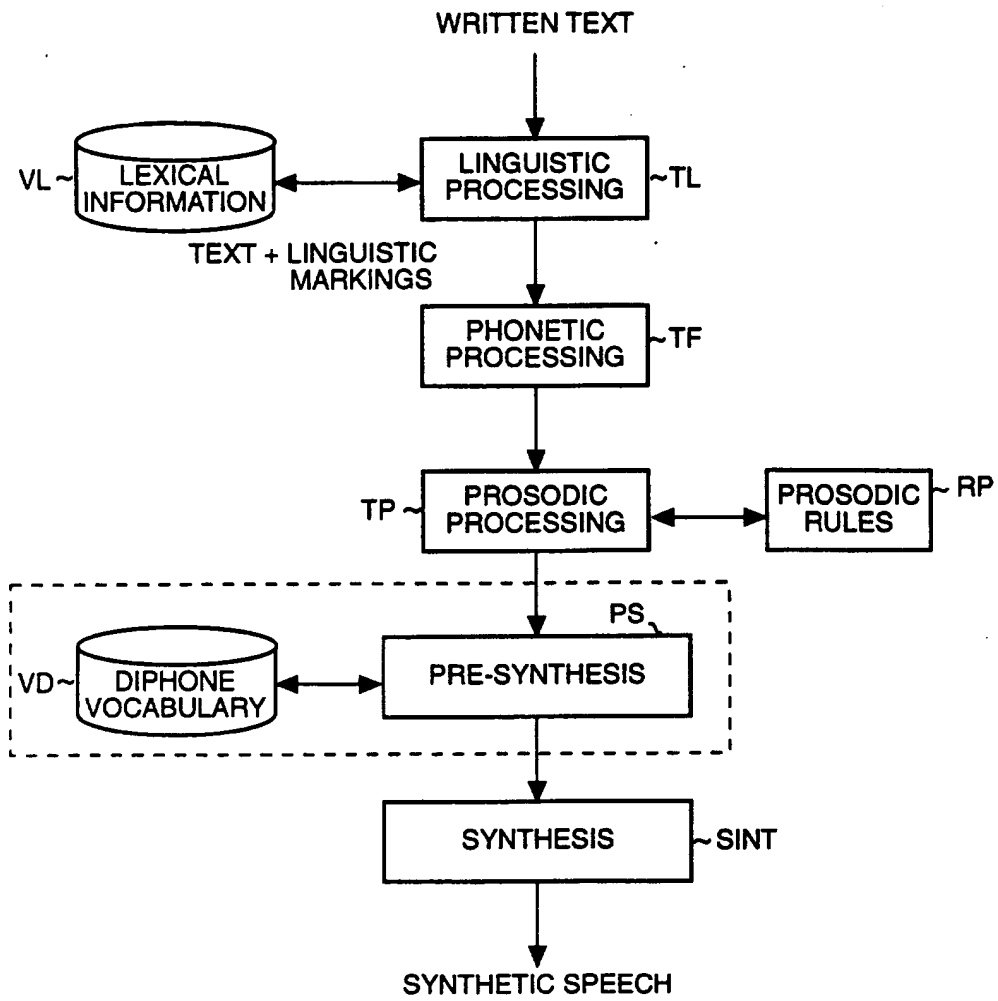 WRITTEN TEXT
VL
LEXICAL
INFORMATION
LINGUISTIC
PROCESSING
TL
TEXT + LINGUISTIC
MARKINGS
PHONETIC
PROCESSING
TF
TP
PROSODIC
PROCESSING
PROSODIC
RULES
RP
PS
VD
DIPHONE
VOCABULARY
PRE-SYNTHESIS
SYNTHESIS
SINT
SYNTHETIC SPEECH